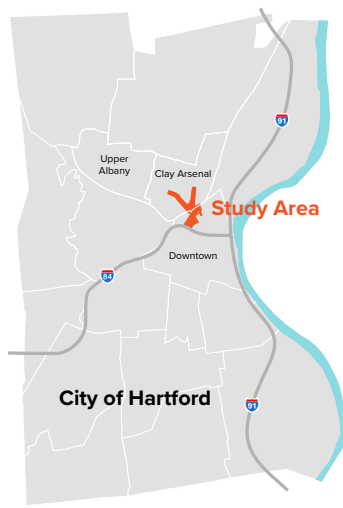 91
Upper
Albany
Clay Arsenal
Study Area
Downtown
84
City of Hartford
91